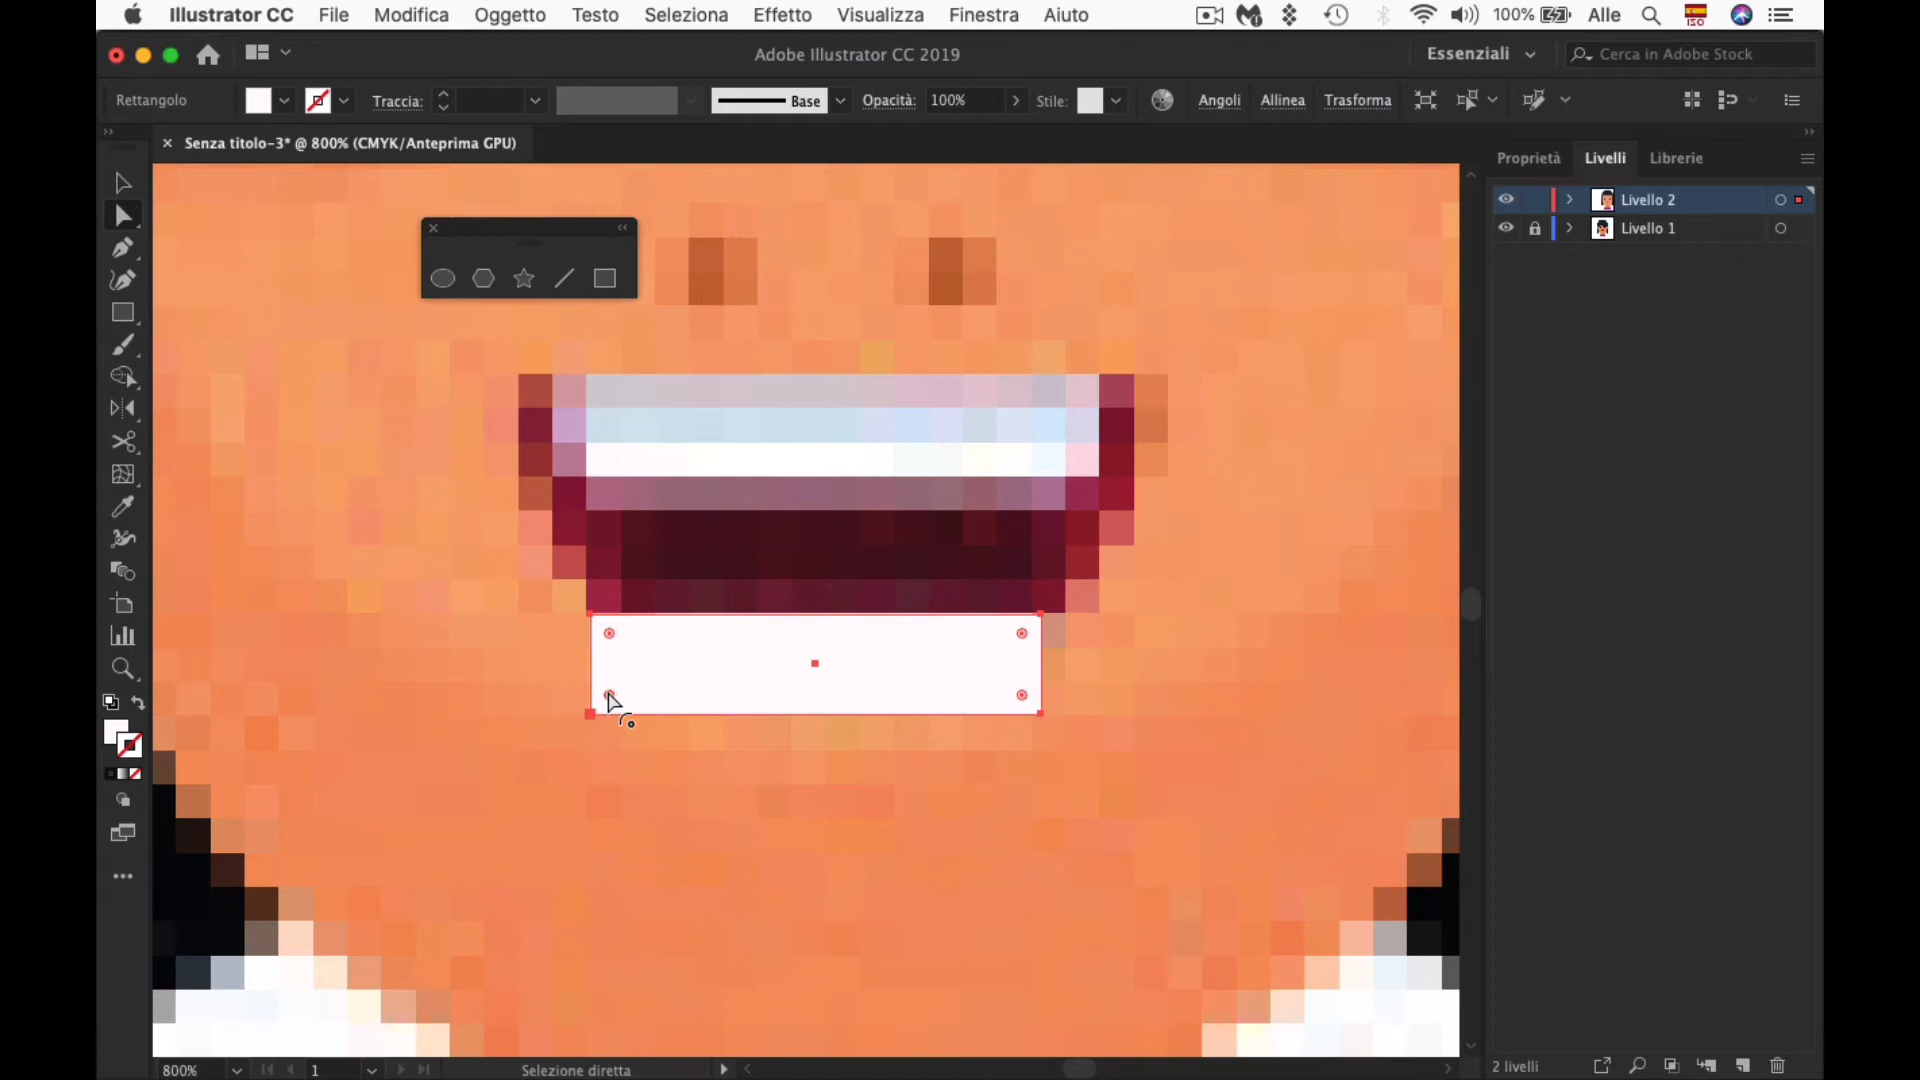 Illustrator CC File Modifica Oggetto Testo Seleziona Effetto Visualizza Finestra Aiuto 100% Alle ISO
Adobe Illustrator CC 2019 Essenziali Cerca in Adobe Stock
Rettangolo Traccia: Base Opacità: 100% Stile: Angoli Allinea Trasforma
Senza titolo-3* @ 800% (CMYK/Anteprima GPU)
Proprietà Livelli Librerie
Livello 2
Livello 1
800% 1 Selezione diretta 2 livelli